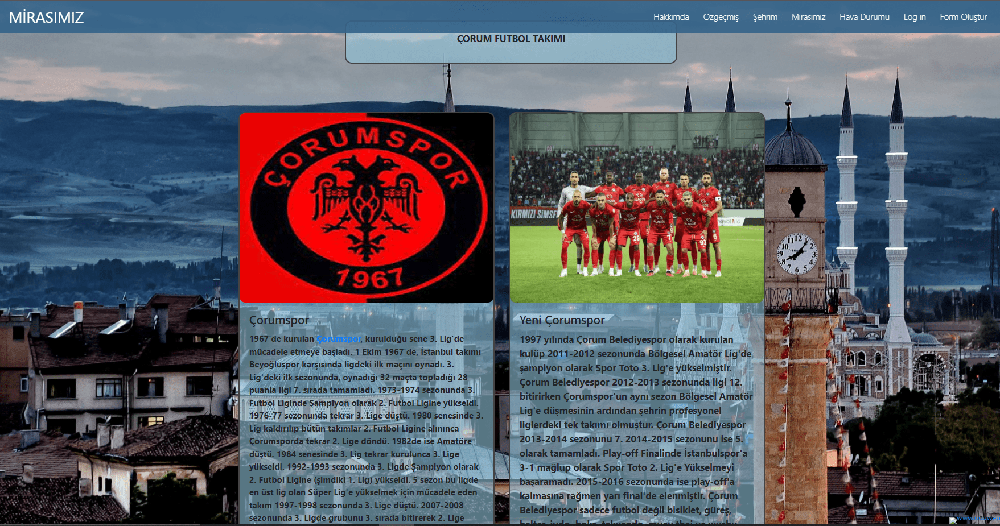 MİRASIMIZ
Hakkımda Özgeçmiş Şehrim Mirasımız Hava Durumu Log in Form Oluştur
ÇORUM FUTBOL TAKIMI
ÇORUMSPOR
1967
KIRMIZI ŞİMŞE
Çorumspor
1967'de kurulan Çorumspor, kurulduğu sene 3. Lig'de
mücadele etmeye başladı. 1 Ekim 1967'de, İstanbul takımı
Beyoğluspor karşısında ligdeki ilk maçını oynadı. 3.
Lig'deki ilk sezonunda, oynadığı 32 maçta topladığı 28
puanla ligi 7. sırada tamamladı. 1973-1974 sezonunda 3.
Futbol Liginde Şampiyon olarak 2. Futbol Ligine yükseldi.
1976-77 sezonunda tekrar 3. Lige düştü. 1980 senesinde 3.
Lig kaldırılıp bütün takımlar 2. Futbol Ligine alınınca
Çorumsporda tekrar 2. Lige döndü. 1982de ise Amatöre
düştü. 1984 senesinde 3. Lig tekrar kurulunca 3. Lige
yükseldi. 1992-1993 sezonunda 3. Ligde Şampiyon olarak
2. Futbol Ligine (şimdiki 1. Lig) yükseldi. 5 sezon bu ligde
en üst lig olan Süper Lig'e yükselmek için mücadele eden
takım 1997-1998 sezonunda 3. Lige düştü. 2007-2008
sezonunda 3. Ligde grubunu 3. sırada bitirerek 2. Lige
Yeni Çorumspor
1997 yılında Çorum Belediyespor olarak kurulan
kulüp 2011-2012 sezonunda Bölgesel Amatör Lig'de
şampiyon olarak Spor Toto 3. Lig'e yükselmiştir.
Çorum Belediyespor 2012-2013 sezonunda ligi 12.
bitirirken Çorumspor'un aynı sezon Bölgesel Amatör
Lig'e düşmesinin ardından şehrin profesyonel
liglerdeki tek takımı olmuştur. Çorum Belediyespor
2013-2014 sezonunu 7. 2014-2015 sezonunu ise 5.
olarak tamamladı. Play-off Finalinde İstanbulspor'a
3-1 mağlup olarak Spor Toto 2. Lig'e Yükselmeyi
başaramadı. 2015-2016 sezonunda ise play-off'a
kalmasına rağmen yarı final'de elenmiştir. Çorum
Belediyespor sadece futbol değil bisiklet, güreş,
halter, judo, boks, tekvando, muay thai ve wushu